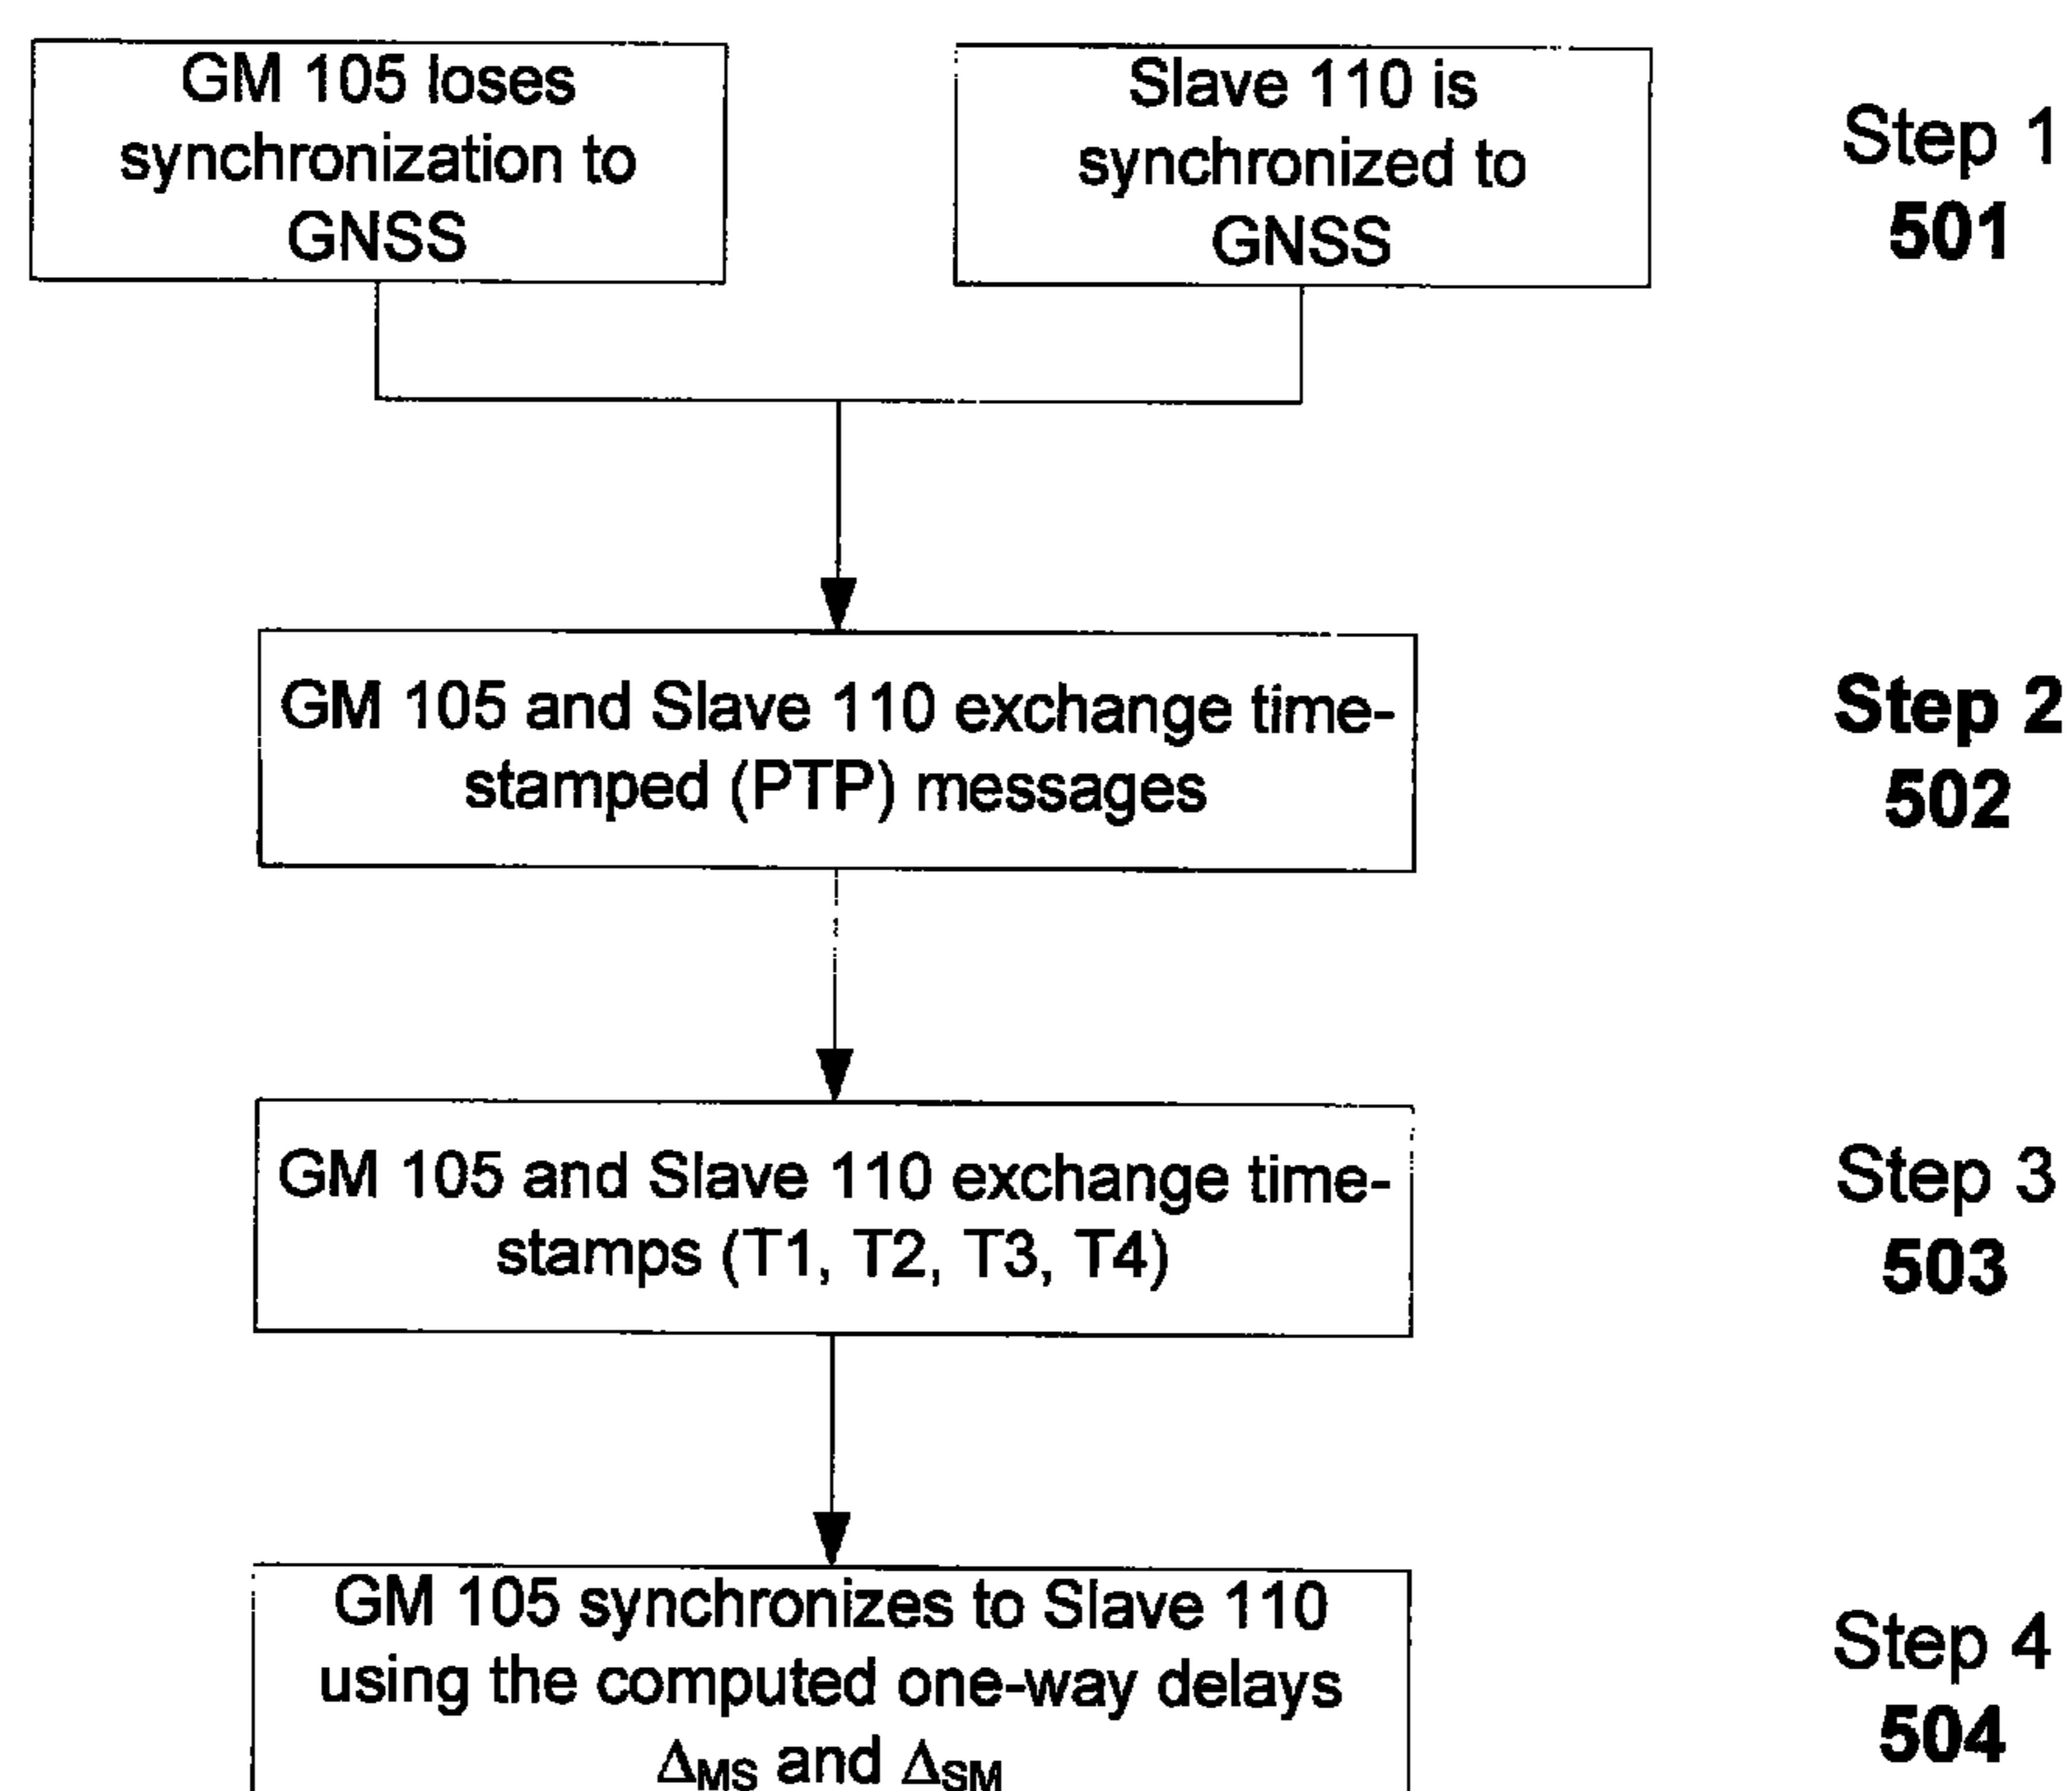 GM 105 loses
synchronization to
GNSS
Slave 110 is
synchronized to
GNSS
Step 1
501
GM 105 and Slave 110 exchange time-
stamped (PTP) messages
Step 2
502
GM 105 and Slave 110 exchange time-
stamps (T1, T2, T3, T4)
Step 3
503
GM 105 synchronizes to Slave 110
using the computed one-way delays
ΔMS and ΔSM
Step 4
504